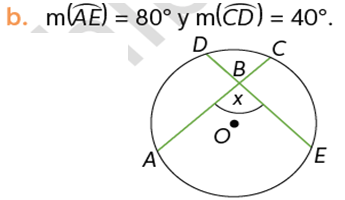 b. m(AE) = 80° y m(CD) = 40°.
D
C
B
x
O
A
E